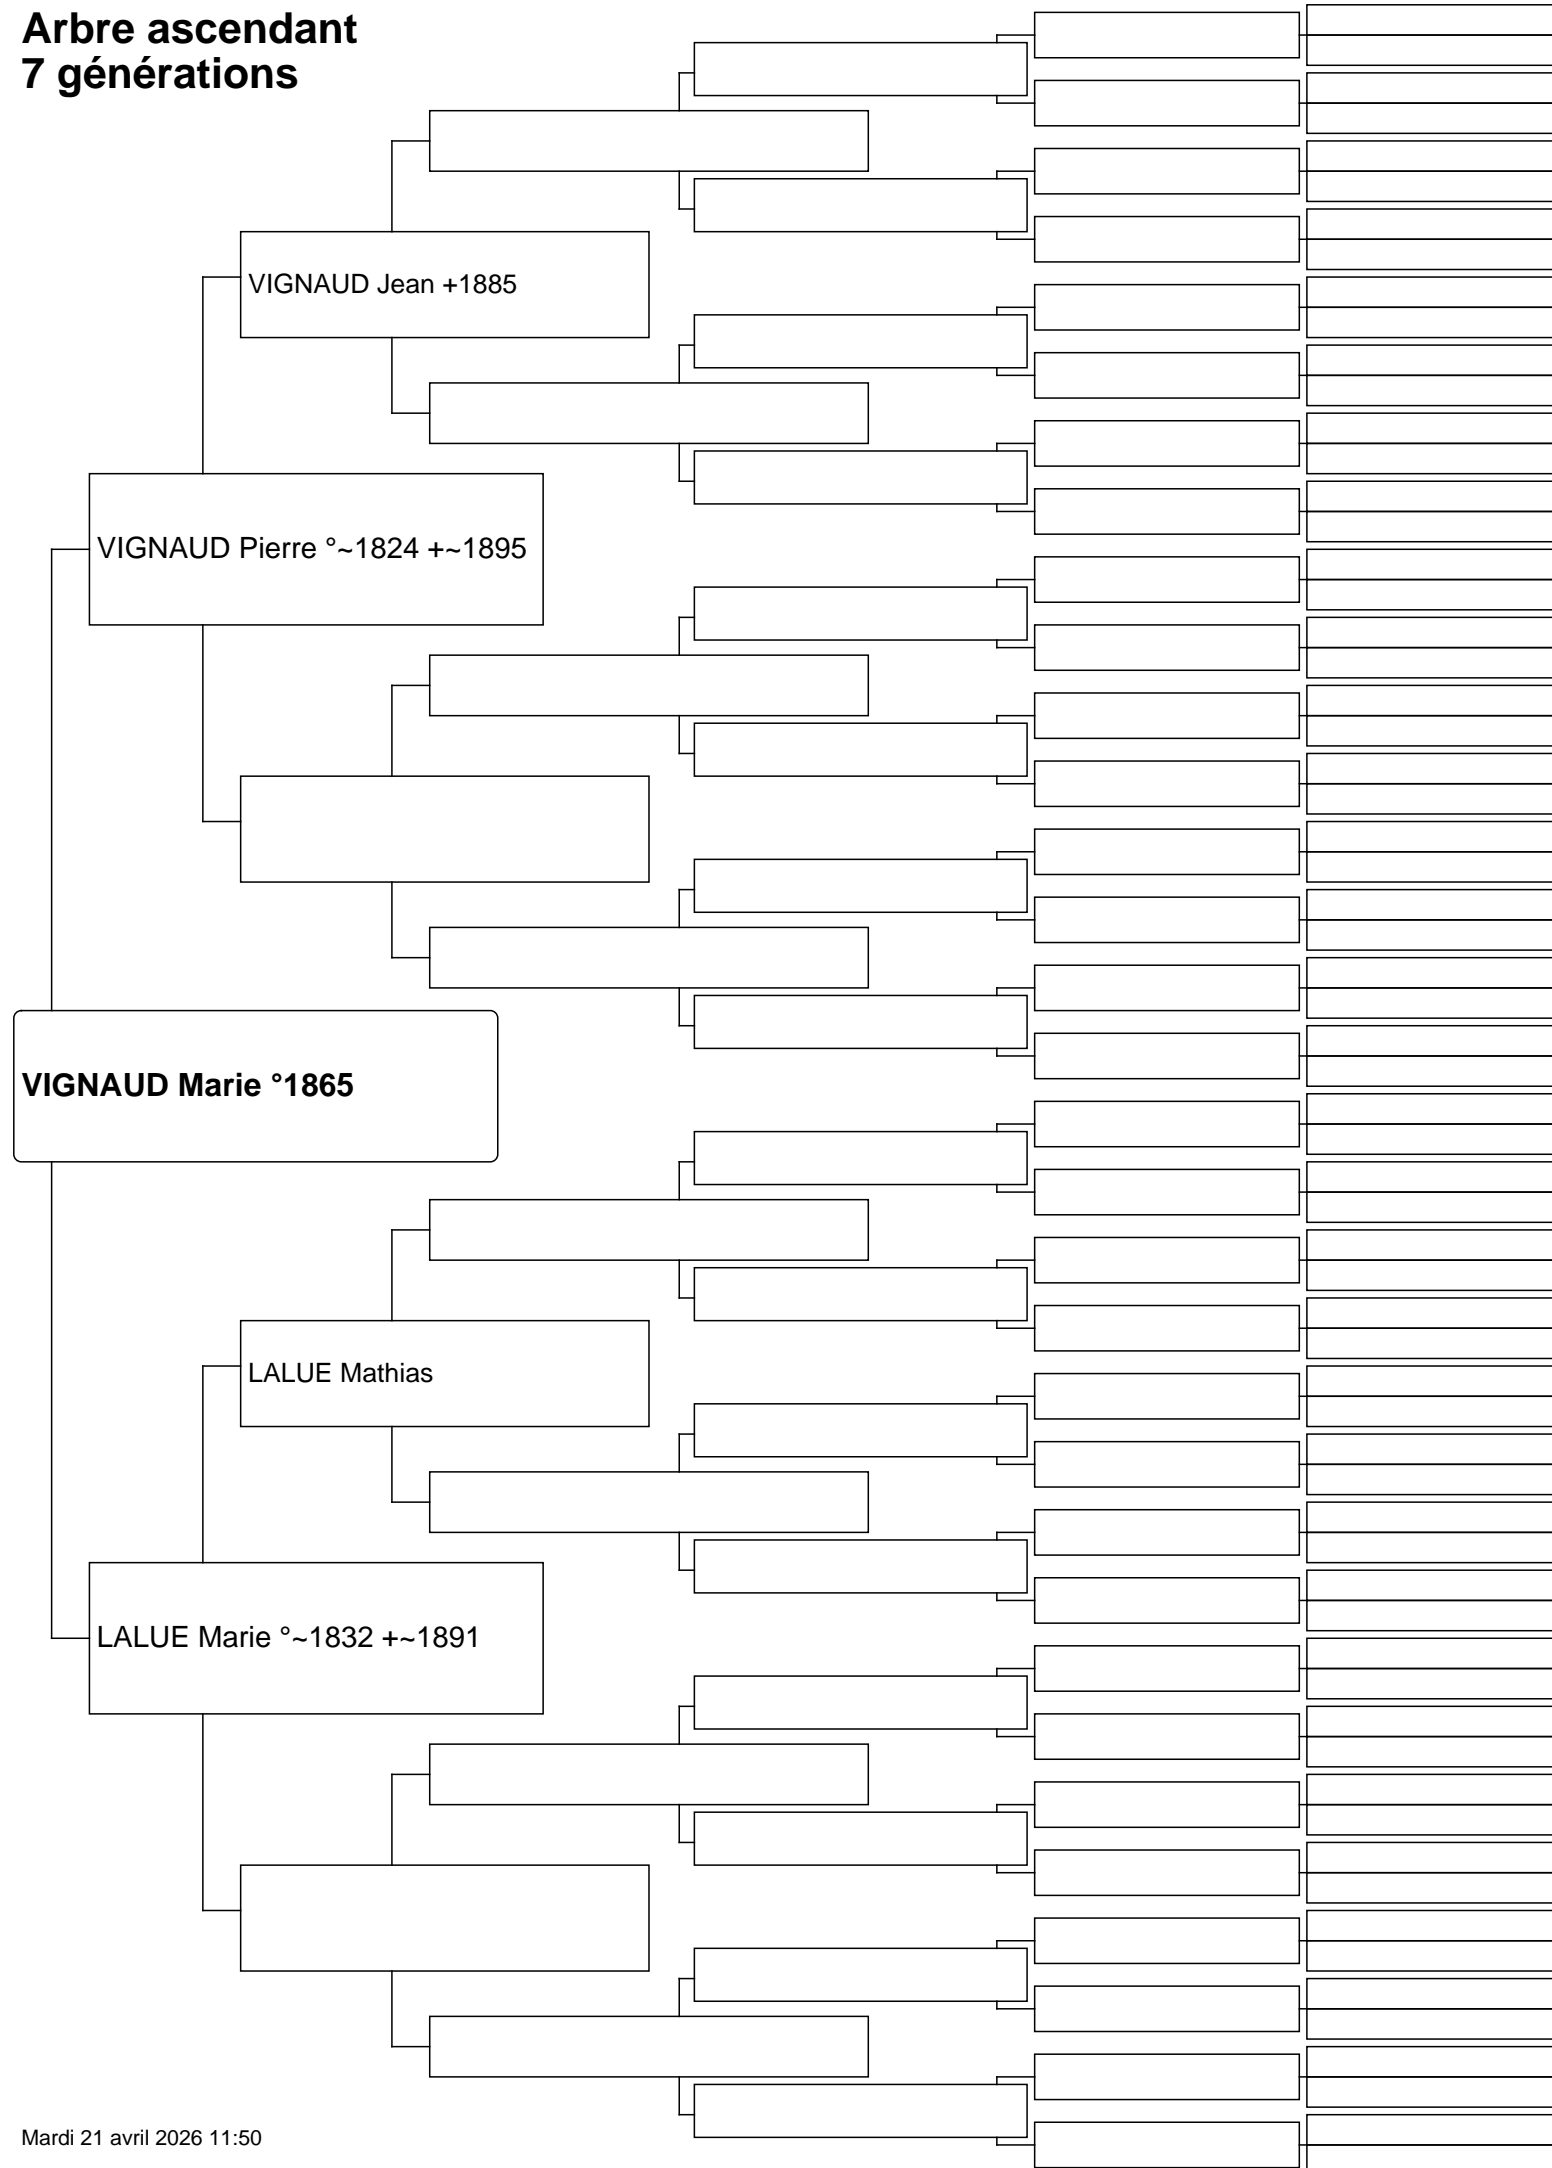 Arbre ascendant
7 générations
VIGNAUD Jean +1885
VIGNAUD Pierre °~1824 +~1895
VIGNAUD Marie °1865
LALUE Mathias
LALUE Marie °~1832 +~1891
Mardi 21 avril 2026 11:50